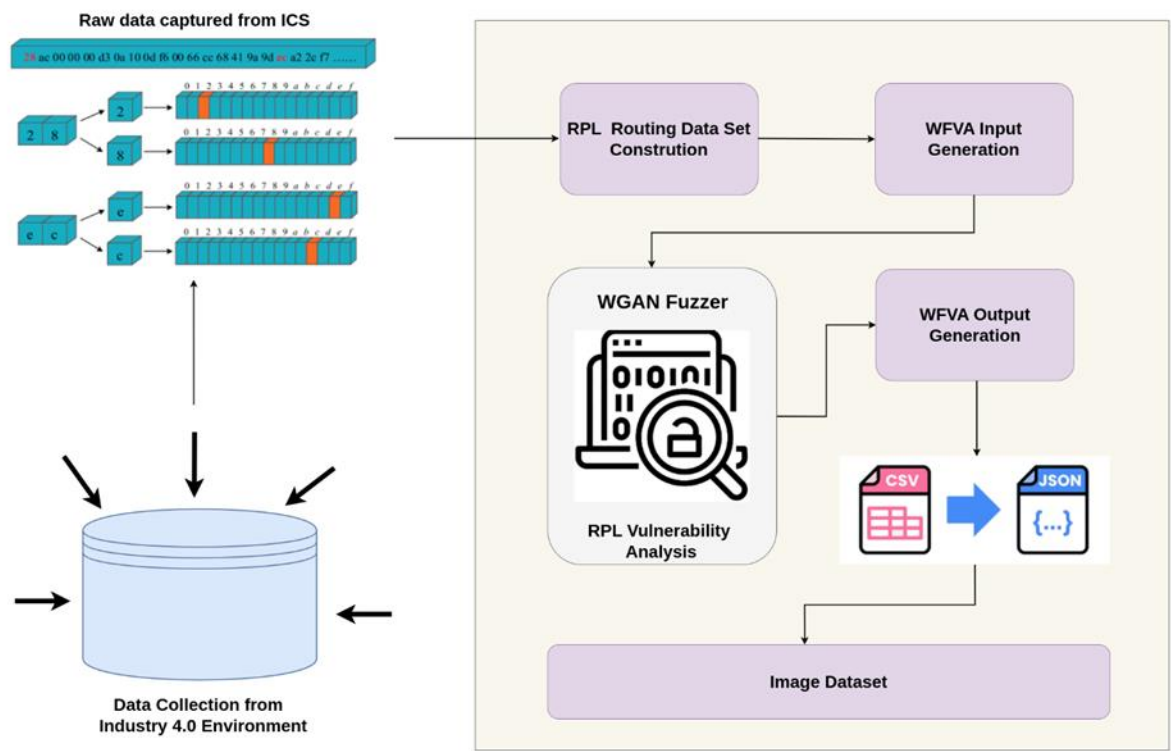 Raw data captured from ICS
28 ac 00 00 00 d3 0a 10 0d f6 00 66 cc 68 41 9a 9d ec a2 2c f7 ......
0 1 2 3 4 5 6 7 8 9 a b c d e f
2
2 8
0 1 2 3 4 5 6 7 8 9 a b c d e f
8
0 1 2 3 4 5 6 7 8 9 a b c d e f
e
e c
0 1 2 3 4 5 6 7 8 9 a b c d e f
c
RPL Routing Data Set
Constrution
WFVA Input
Generation
WGAN Fuzzer
010101
0
0
RPL Vulnerability
Analysis
WFVA Output
Generation
CSV
JSON
{...}
Image Dataset
Data Collection from
Industry 4.0 Environment